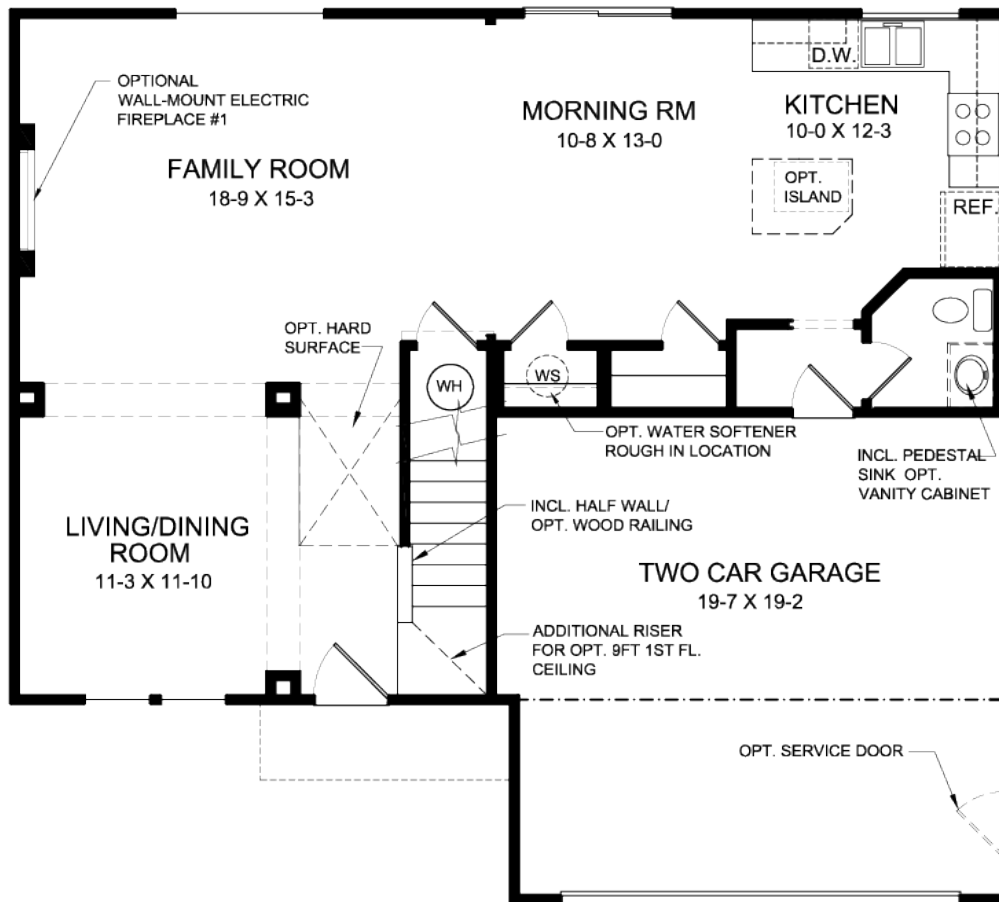 OPTIONAL
WALL-MOUNT ELECTRIC
FIREPLACE #1
FAMILY ROOM
18-9 X 15-3
MORNING RM
10-8 X 13-0
D.W.
KITCHEN
10-0 X 12-3
OPT.
ISLAND
REF.
OPT. HARD
SURFACE
WH
WS
OPT. WATER SOFTENER
ROUGH IN LOCATION
INCL. PEDESTAL
SINK OPT.
VANITY CABINET
INCL. HALF WALL/
OPT. WOOD RAILING
LIVING/DINING
ROOM
11-3 X 11-10
TWO CAR GARAGE
19-7 X 19-2
ADDITIONAL RISER
FOR OPT. 9FT 1ST FL.
CEILING
OPT. SERVICE DOOR